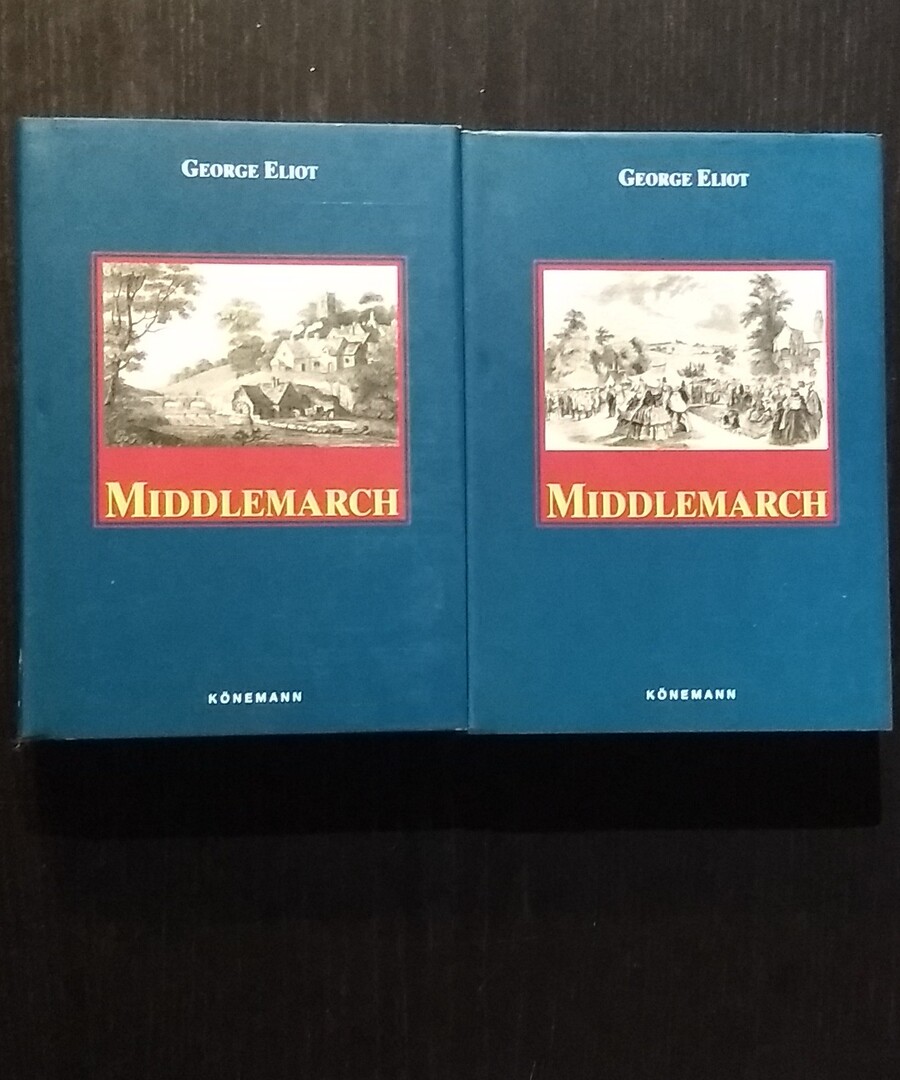 GEORGE ELIOT
MIDDLEMARCH
KÖNEMANN
GEORGE ELIOT
MIDDLEMARCH
KÖNEMANN